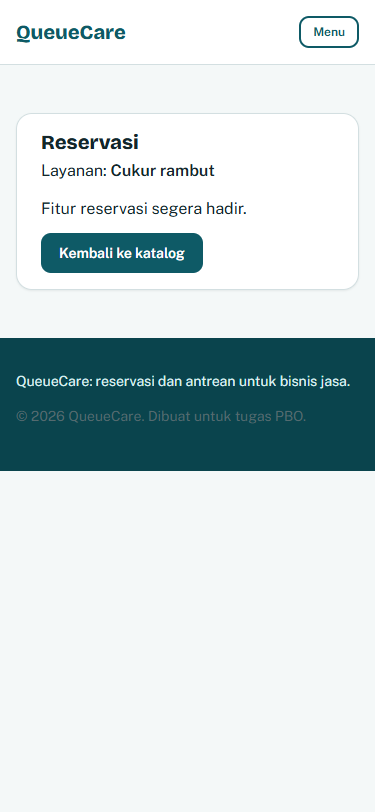 QueueCare
Menu
Reservasi
Layanan: Cukur rambut
Fitur reservasi segera hadir.
Kembali ke katalog
QueueCare: reservasi dan antrean untuk bisnis jasa.
© 2026 QueueCare. Dibuat untuk tugas PBO.